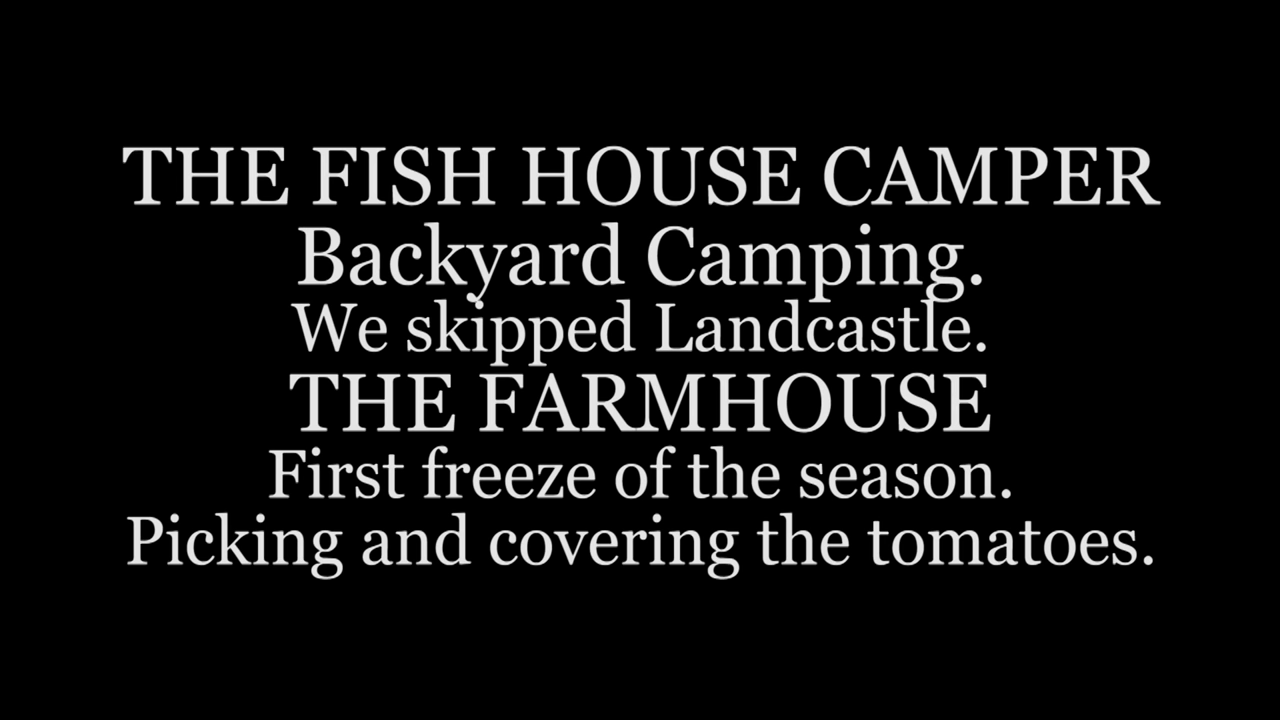 THE FISH HOUSE CAMPER
Backyard Camping.
We skipped Landcastle.
THE FARMHOUSE
First freeze of the season.
Picking and covering the tomatoes.